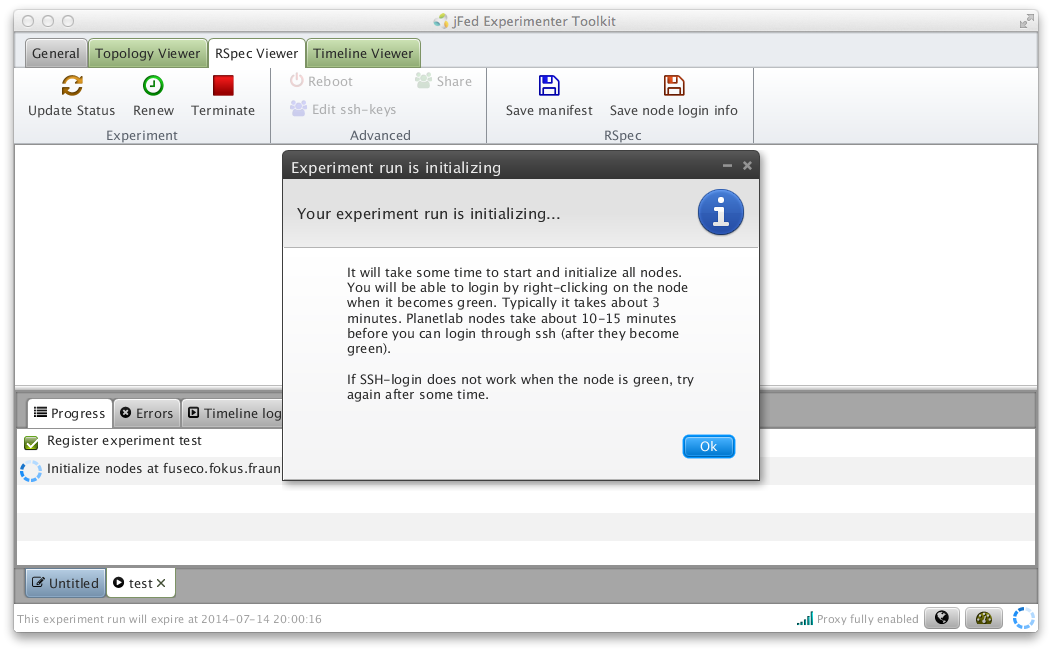 jFed Experimenter Toolkit
General
Topology Viewer
RSpec Viewer
Timeline Viewer
Update Status
Renew
Terminate
Experiment
Reboot
Share
Edit ssh-keys
Advanced
Save manifest
Save node login info
RSpec
Experiment run is initializing
Your experiment run is initializing...
It will take some time to start and initialize all nodes.
You will be able to login by right-clicking on the node
when it becomes green. Typically it takes about 3
minutes. Planetlab nodes take about 10-15 minutes
before you can login through ssh (after they become
green).
If SSH-login does not work when the node is green, try
again after some time.
Ok
Progress
Errors
Timeline log
Register experiment test
Initialize nodes at fuseco.fokus.fraun
Untitled
test
This experiment run will expire at 2014-07-14 20:00:16
Proxy fully enabled